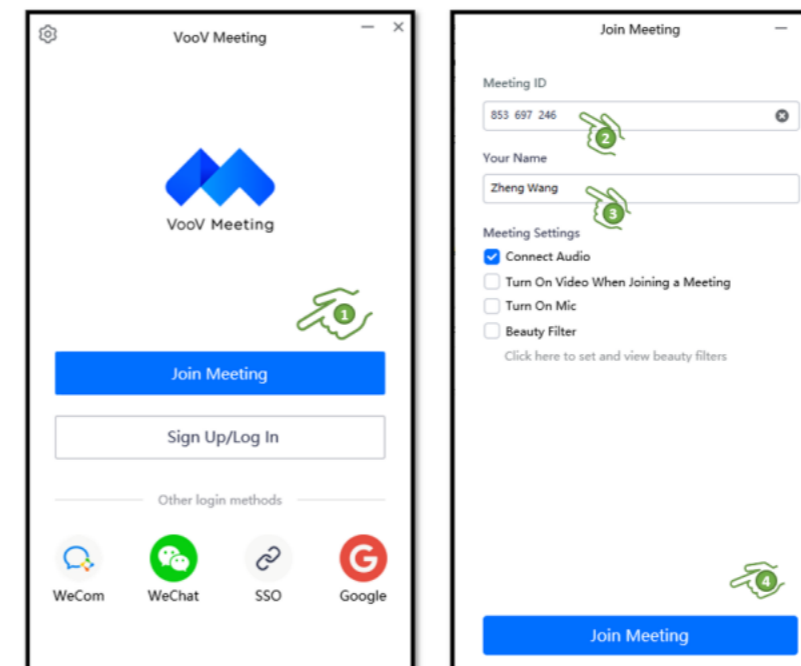 VooV Meeting
VooV Meeting
1
Join Meeting
Sign Up/Log In
Other login methods
WeCom WeChat SSO Google
Join Meeting
Meeting ID
853 697 246
2
Your Name
Zheng Wang
3
Meeting Settings
Connect Audio
Turn On Video When Joining a Meeting
Turn On Mic
Beauty Filter
Click here to set and view beauty filters
4
Join Meeting